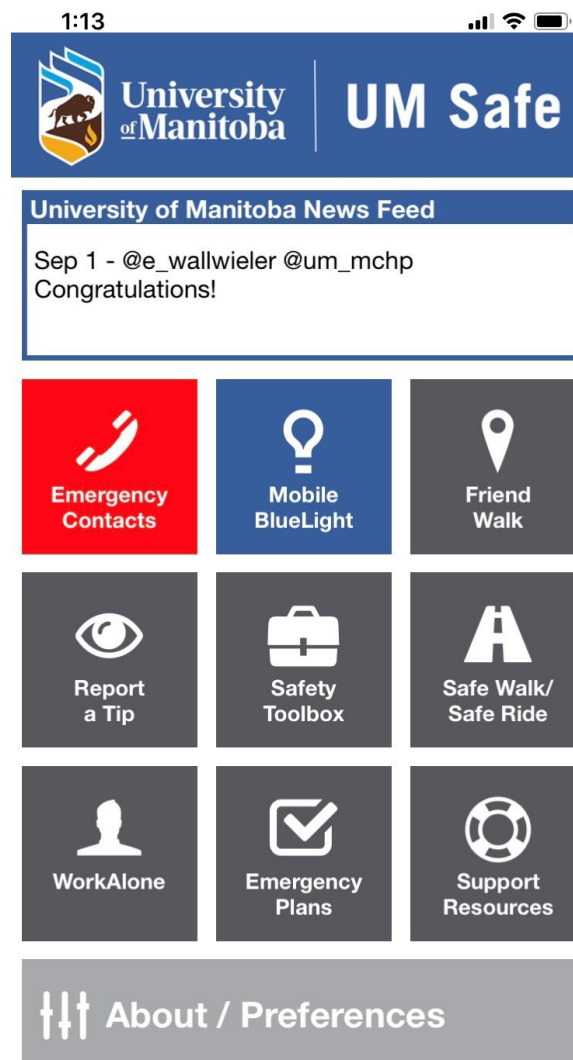 1:13
University
of Manitoba
UM Safe
University of Manitoba News Feed
Sep 1 - @e_wallwieler @um_mchp
Congratulations!
Emergency
Contacts
Mobile
BlueLight
Friend
Walk
Report
a Tip
Safety
Toolbox
Safe Walk/
Safe Ride
WorkAlone
Emergency
Plans
Support
Resources
About / Preferences